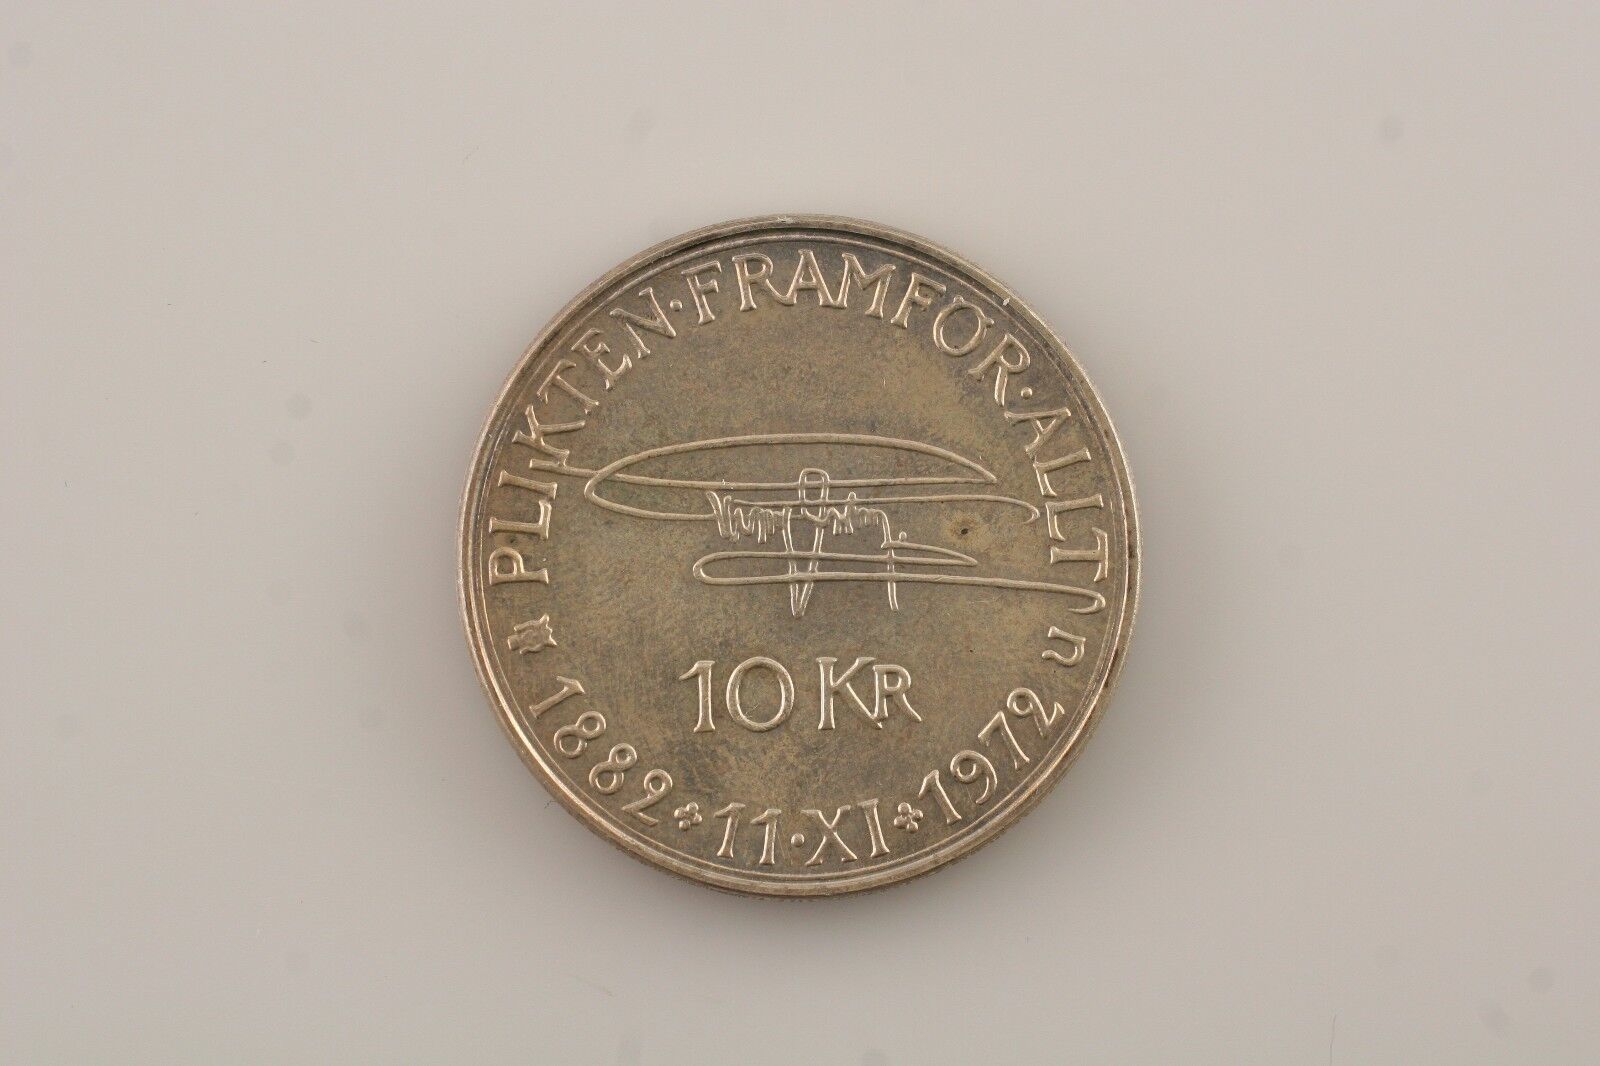 PLIKTEN·FRAMFÖR·ALLT
10 KR
U
1882 11·XI 1972